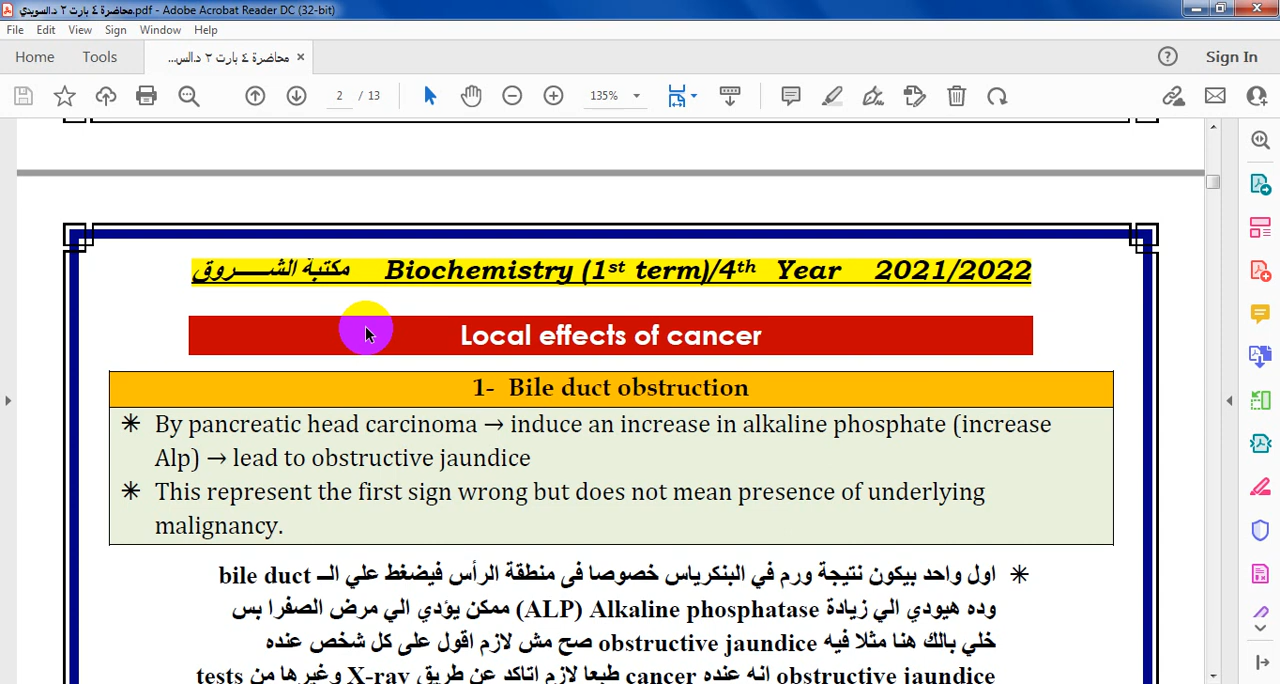 محاضرة ٤ بارت ٢ د.السويدي.pdf - Adobe Acrobat Reader DC (32-bit)
File Edit View Sign Window Help
Home Tools محاضرة ٤ بارت ٢ د.الس... × Sign In
2 / 13 135%
مكتبة الشـــــروق Biochemistry (1st term)/4th Year 2021/2022
Local effects of cancer
1- Bile duct obstruction
✳ By pancreatic head carcinoma → induce an increase in alkaline phosphate (increase
Alp) → lead to obstructive jaundice
✳ This represent the first sign wrong but does not mean presence of underlying
malignancy.
✳ اول واحد بيكون نتيجة ورم في البنكرياس خصوصا فى منطقة الرأس فيضغط علي الــ bile duct
وده هيودي الي زيادة Alkaline phosphatase (ALP) ممكن يؤدي الي مرض الصفرا بس
خلي بالك هنا مثلا فيه obstructive jaundice صح مش لازم اقول على كل شخص عنده
obstructive jaundice انه عنده cancer طبعا لازم اتاكد عن طريق X-ray وغيرها من tests